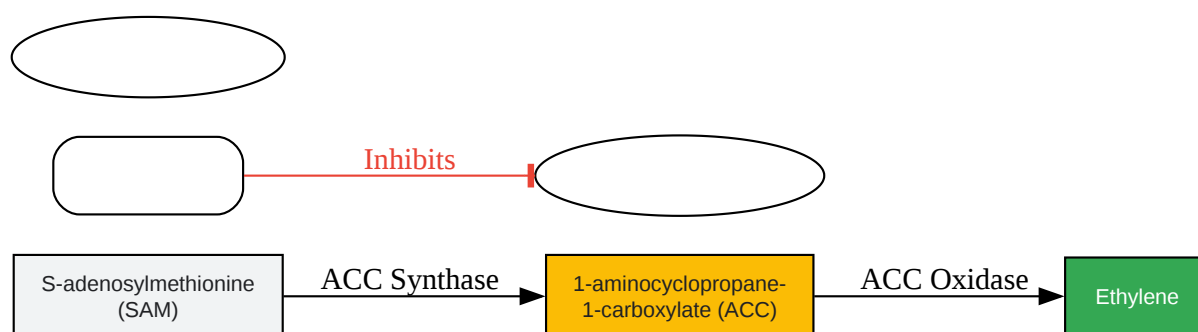 Inhibits
S-adenosylmethionine
(SAM)
ACC Synthase
1-aminocyclopropane-
1-carboxylate (ACC)
ACC Oxidase
Ethylene